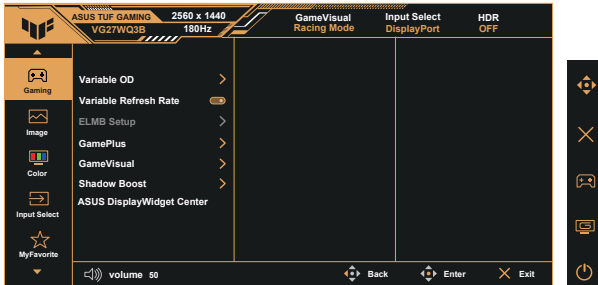 ASUS TUF GAMING 2560 x 1440
VG27WQ3B 180Hz
GameVisual Input Select HDR
Racing Mode DisplayPort OFF
Gaming
Image
Color
Input Select
MyFavorite
Variable OD
Variable Refresh Rate
ELMB Setup
GamePlus
GameVisual
Shadow Boost
ASUS DisplayWidget Center
volume 50
Back Enter Exit